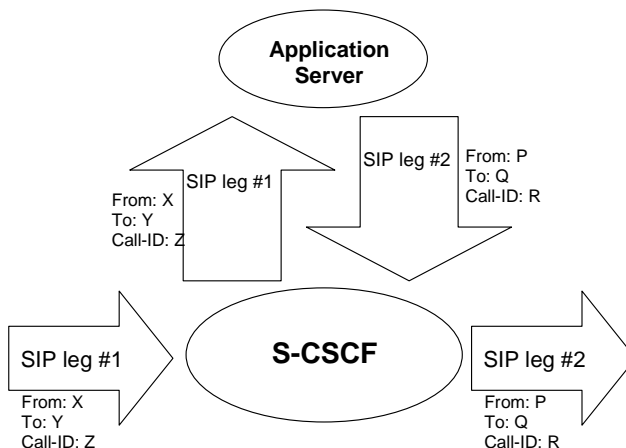 Application
Server
SIP leg #1
From: X
To: Y
Call-ID: Z
SIP leg #2
From: P
To: Q
Call-ID: R
SIP leg #1
From: X
To: Y
Call-ID: Z
S-CSCF
SIP leg #2
From: P
To: Q
Call-ID: R